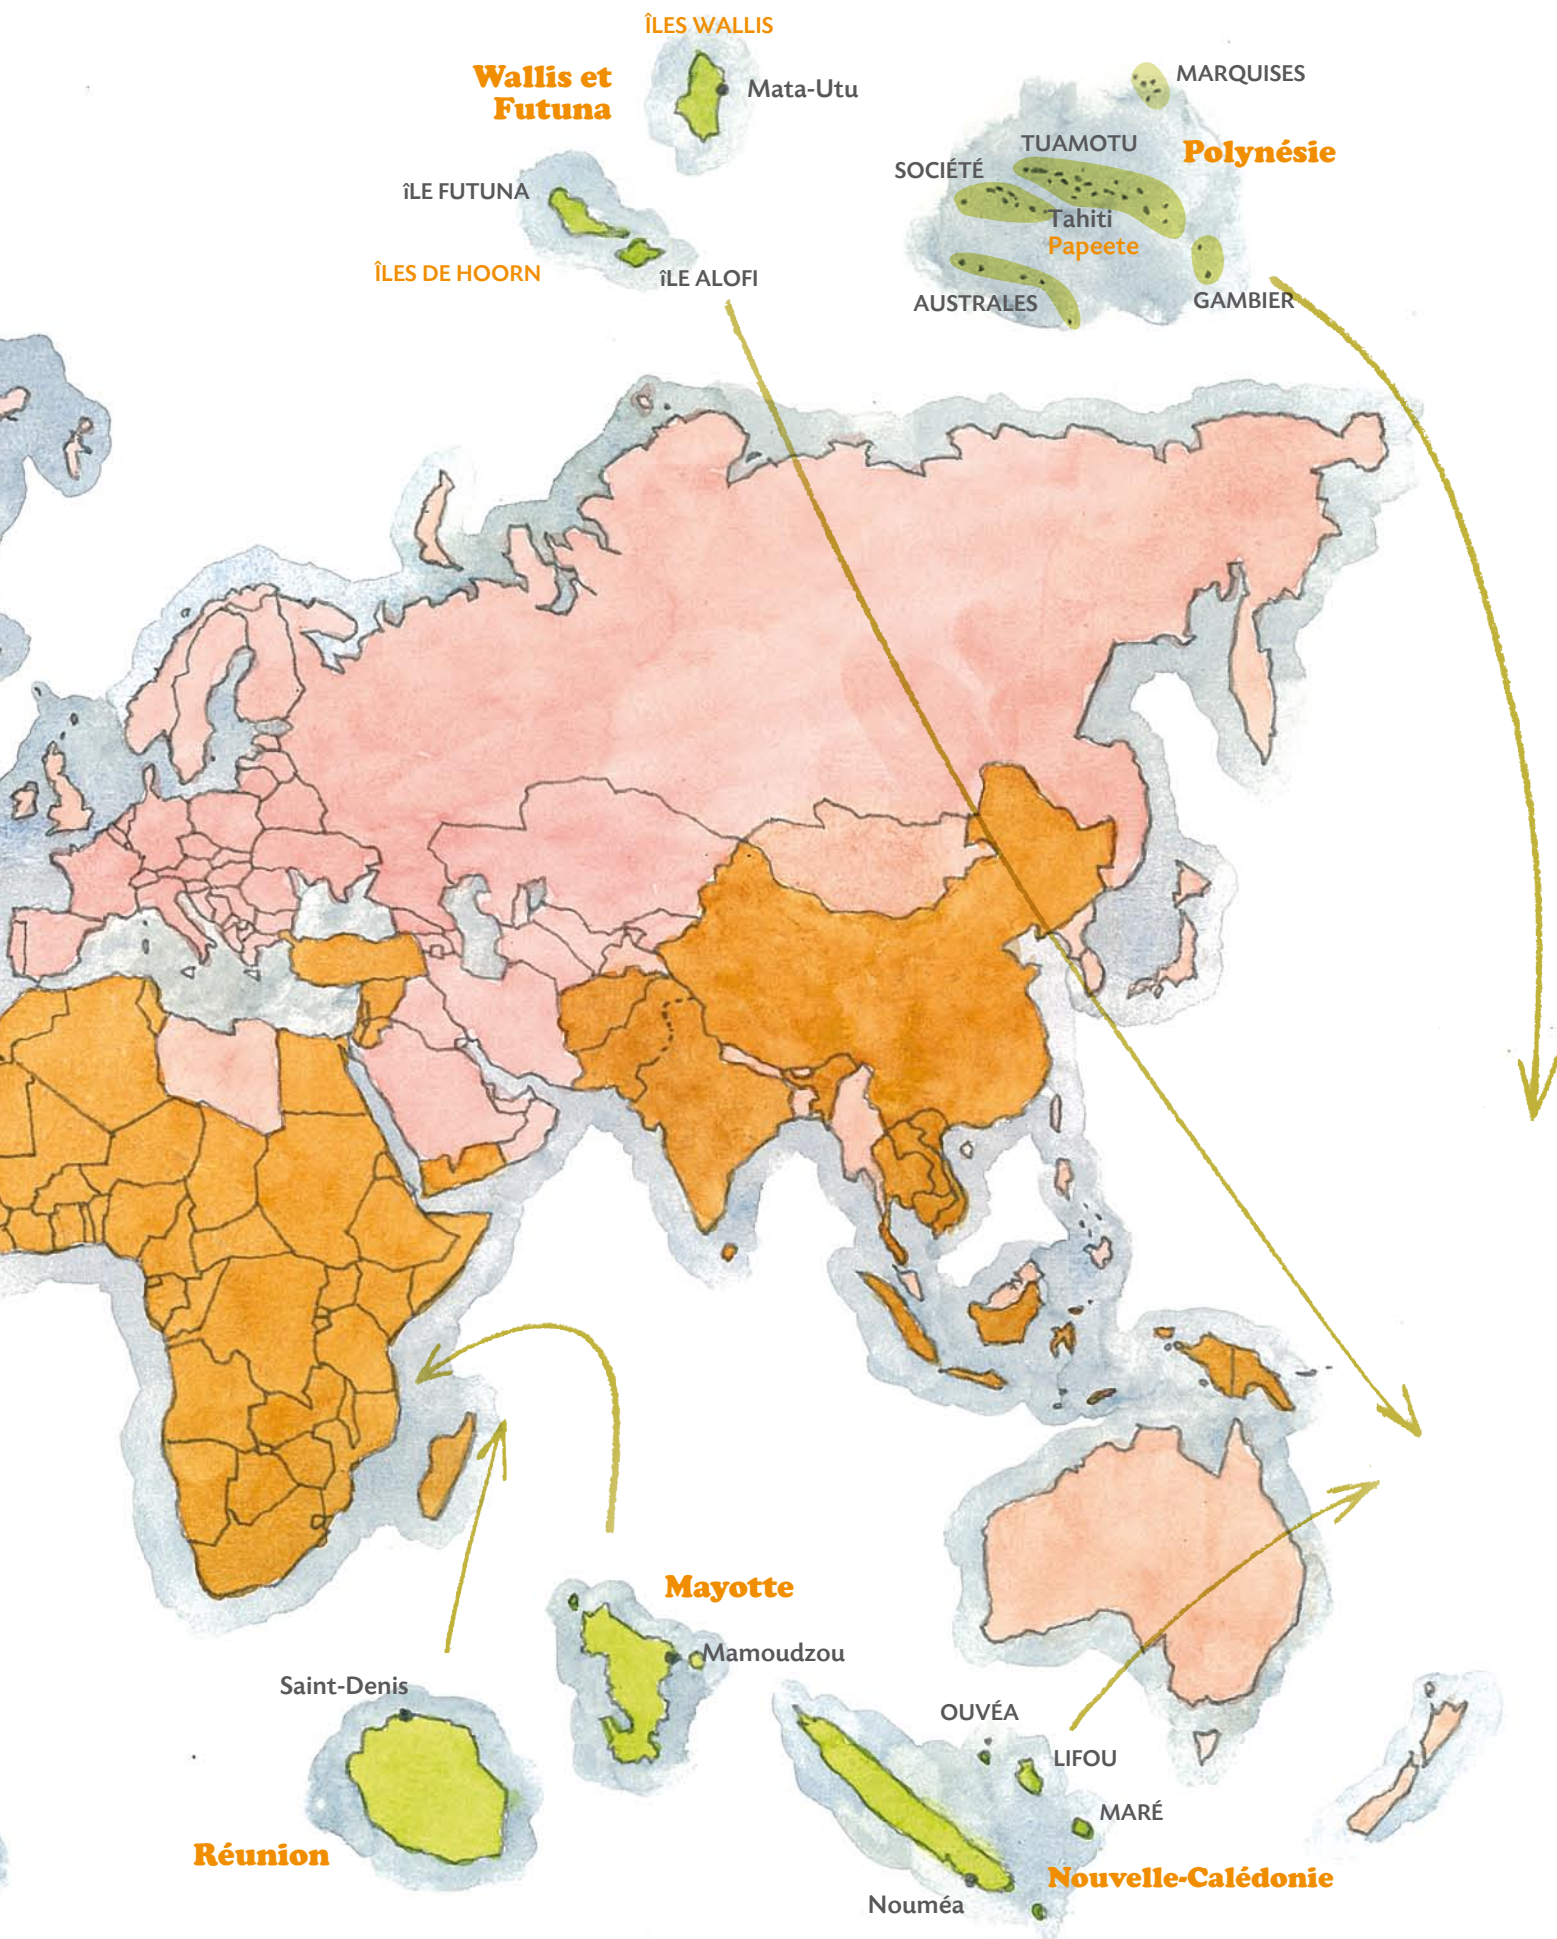 ÎLES WALLIS
Wallis et
Futuna
Mata-Utu
îLE FUTUNA
ÎLES DE HOORN
îLE ALOFI
MARQUISES
TUAMOTU
Polynésie
SOCIÉTÉ
Tahiti
Papeete
AUSTRALES
GAMBIER
Mayotte
Mamoudzou
Saint-Denis
Réunion
OUVÉA
LIFOU
MARÉ
Nouvelle-Calédonie
Nouméa